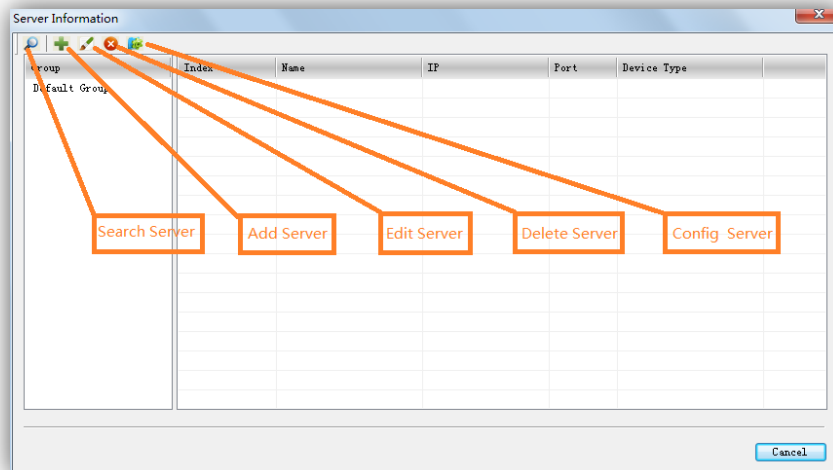 Server Information
Group Index Name IP Port Device Type
Default Group
Search Server Add Server Edit Server Delete Server Config Server
Cancel